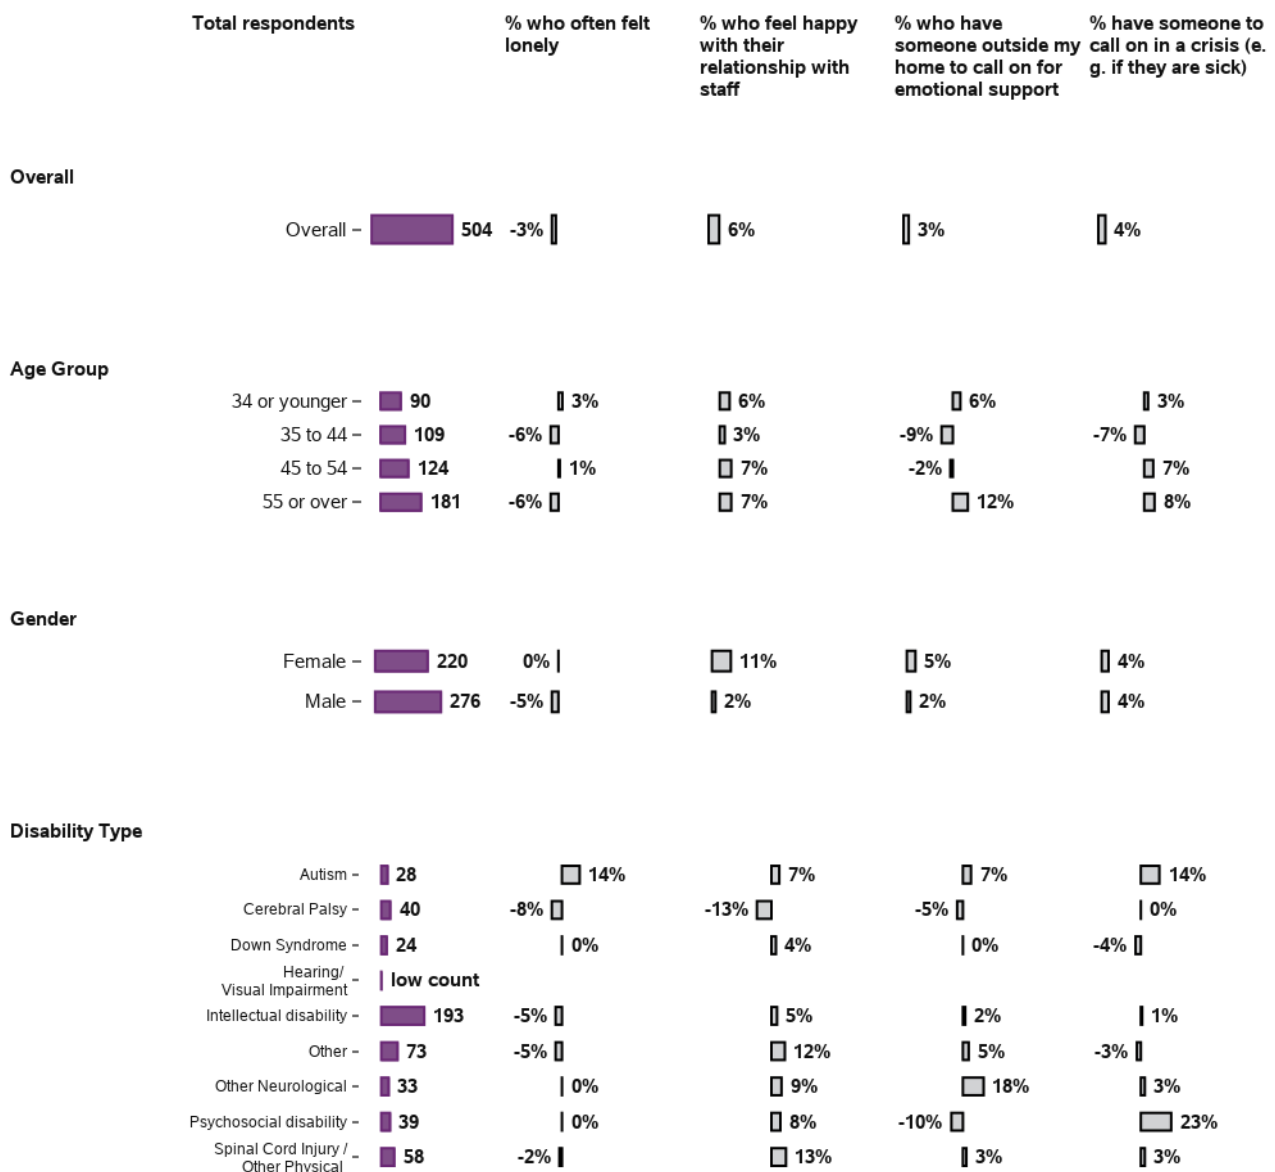 Total respondents
% who often felt
lonely
% who feel happy
with their
relationship with
staff
% who have
someone outside my
home to call on for
emotional support
% have someone to
call on in a crisis (e.
g. if they are sick)
Overall
Overall 504 -3% 6% 3% 4%
Age Group
34 or younger 90 3% 6% 6% 3%
35 to 44 109 -6% 3% -9% -7%
45 to 54 124 1% 7% -2% 7%
55 or over 181 -6% 7% 12% 8%
Gender
Female 220 0% 11% 5% 4%
Male 276 -5% 2% 2% 4%
Disability Type
Autism 28 14% 7% 7% 14%
Cerebral Palsy 40 -8% -13% -5% 0%
Down Syndrome 24 0% 4% 0% -4%
Hearing/
Visual Impairment low count
Intellectual disability 193 -5% 5% 2% 1%
Other 73 -5% 12% 5% -3%
Other Neurological 33 0% 9% 18% 3%
Psychosocial disability 39 0% 8% -10% 23%
Spinal Cord Injury /
Other Physical 58 -2% 13% 3% 3%